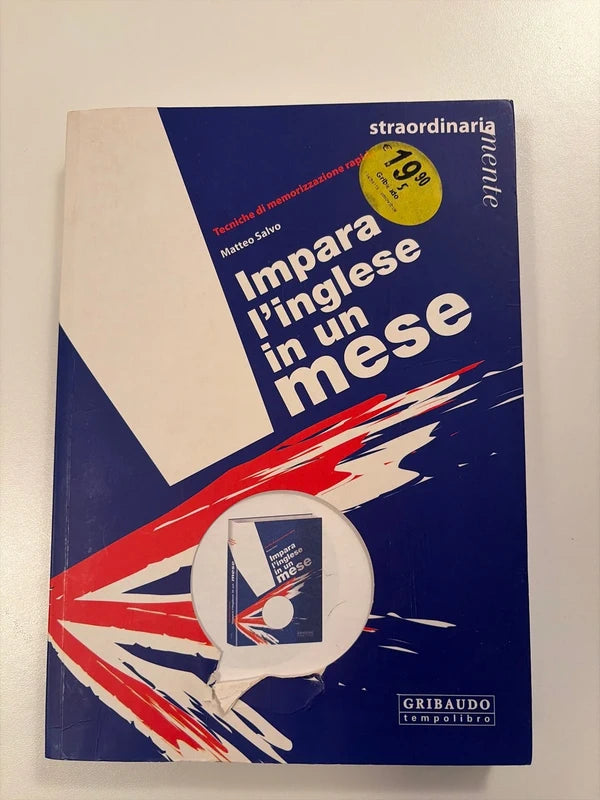 straordinaria
mente
€ 19,90
Tecniche di memorizzazione
Matteo Salvo
Impara
l'inglese
in un
mese
Impara
l'inglese
in un
mese
GRIBAUDO
tempolibro